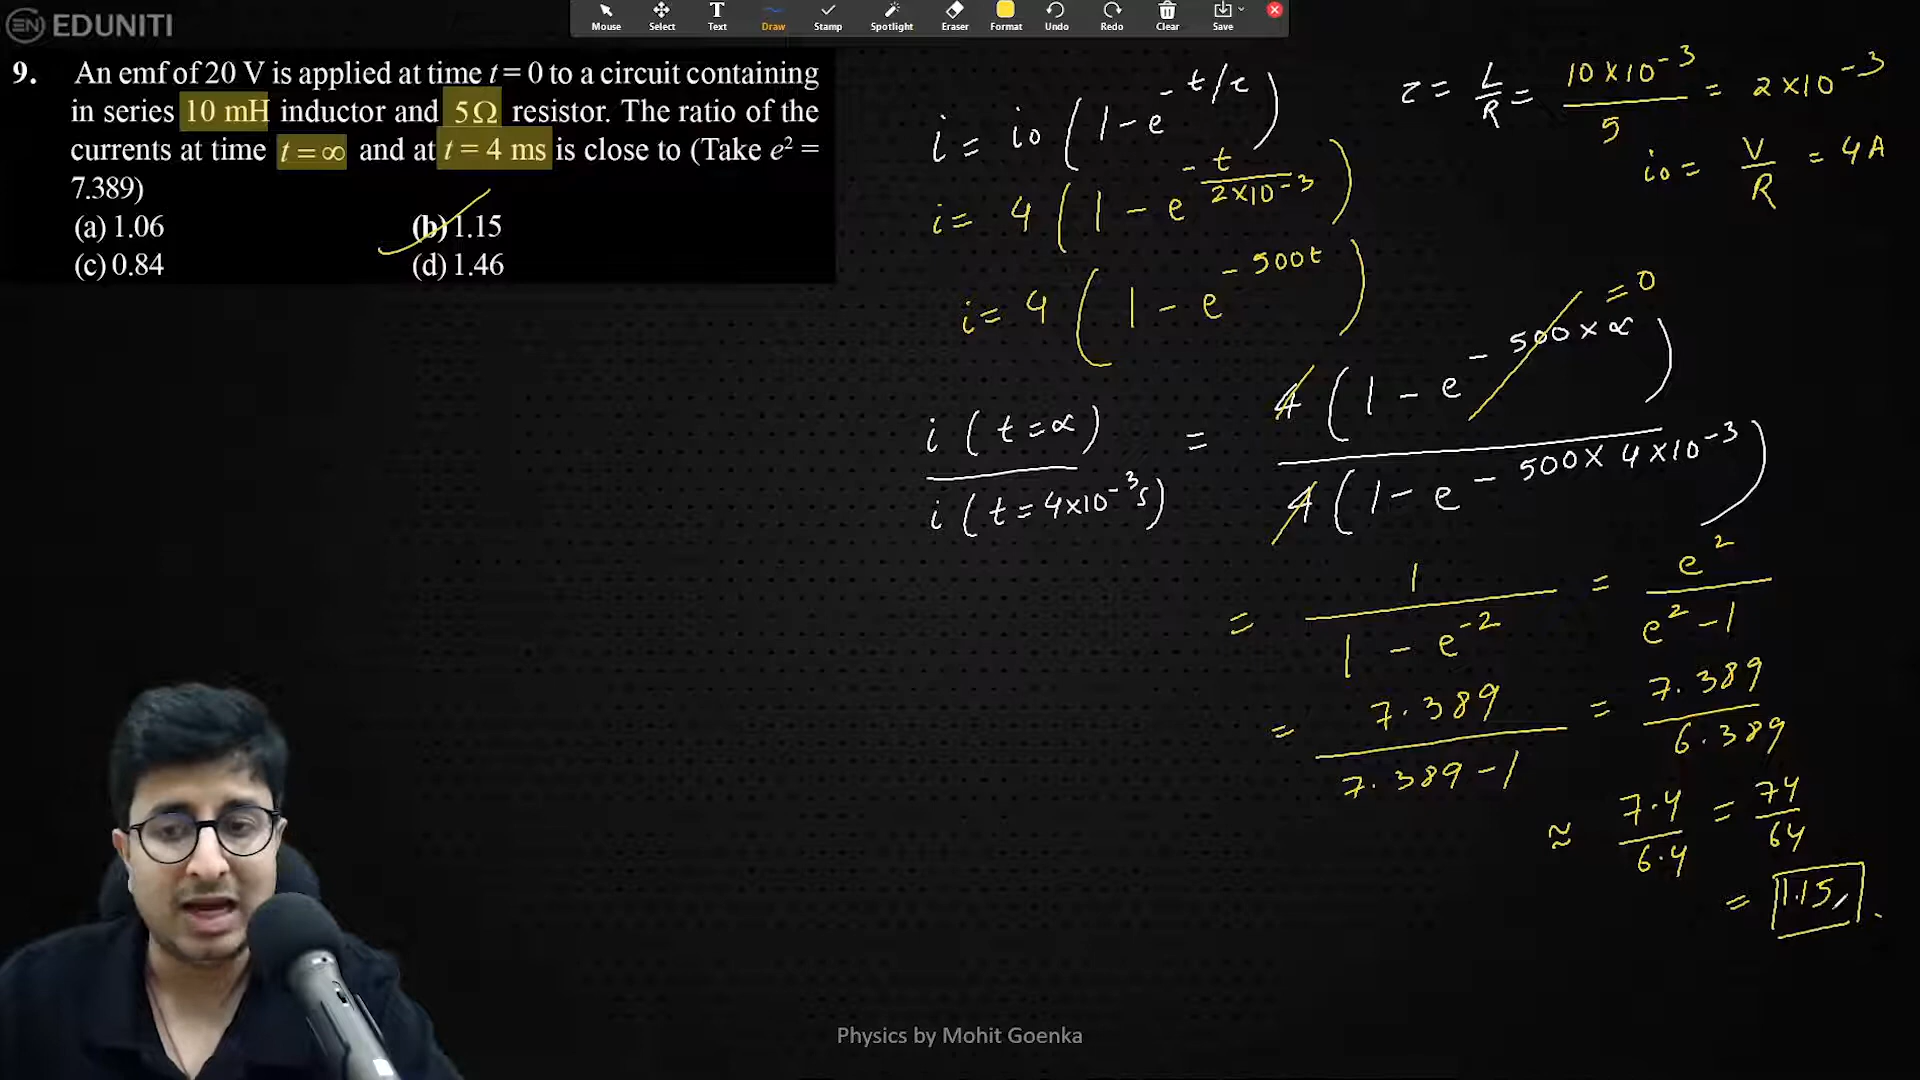 EN EDUNITI
Mouse Select Text Draw Stamp Spotlight Eraser Format Undo Redo Clear Save
9. An emf of 20 V is applied at time t = 0 to a circuit containing
in series 10 mH inductor and 5Ω resistor. The ratio of the
currents at time t = ∞ and at t = 4 ms is close to (Take e² =
7.389)
(a) 1.06 (b) 1.15
(c) 0.84 (d) 1.46
i = i₀ (1 - e^(-t/τ))
τ = L/R = 10×10⁻³/5 = 2×10⁻³
i₀ = V/R = 4A
i = 4 (1 - e^(-t/(2×10⁻³)))
i = 4 (1 - e^(-500t))
i (t=∝) / i (t=4×10⁻³s) = 4 (1 - e^(-500×∝)) / 4 (1 - e^(-500×4×10⁻³))
= 0
= 1/(1 - e⁻²) = e²/(e² - 1)
= 7.389/(7.389 - 1) = 7.389/6.389
≈ 7.4/6.4 = 74/64
= 1.15
Physics by Mohit Goenka